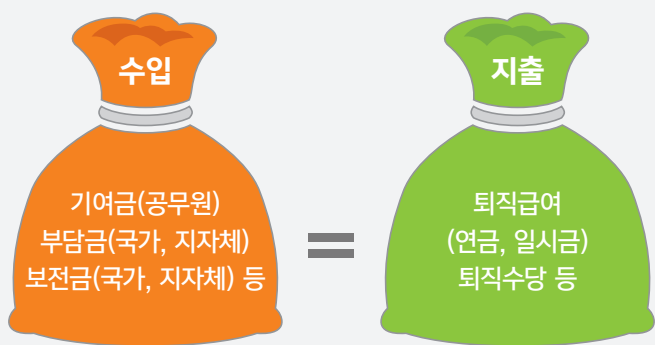 수입
기여금(공무원)
부담금(국가, 지자체)
보전금(국가, 지자체) 등
=
지출
퇴직급여
(연금, 일시금)
퇴직수당 등